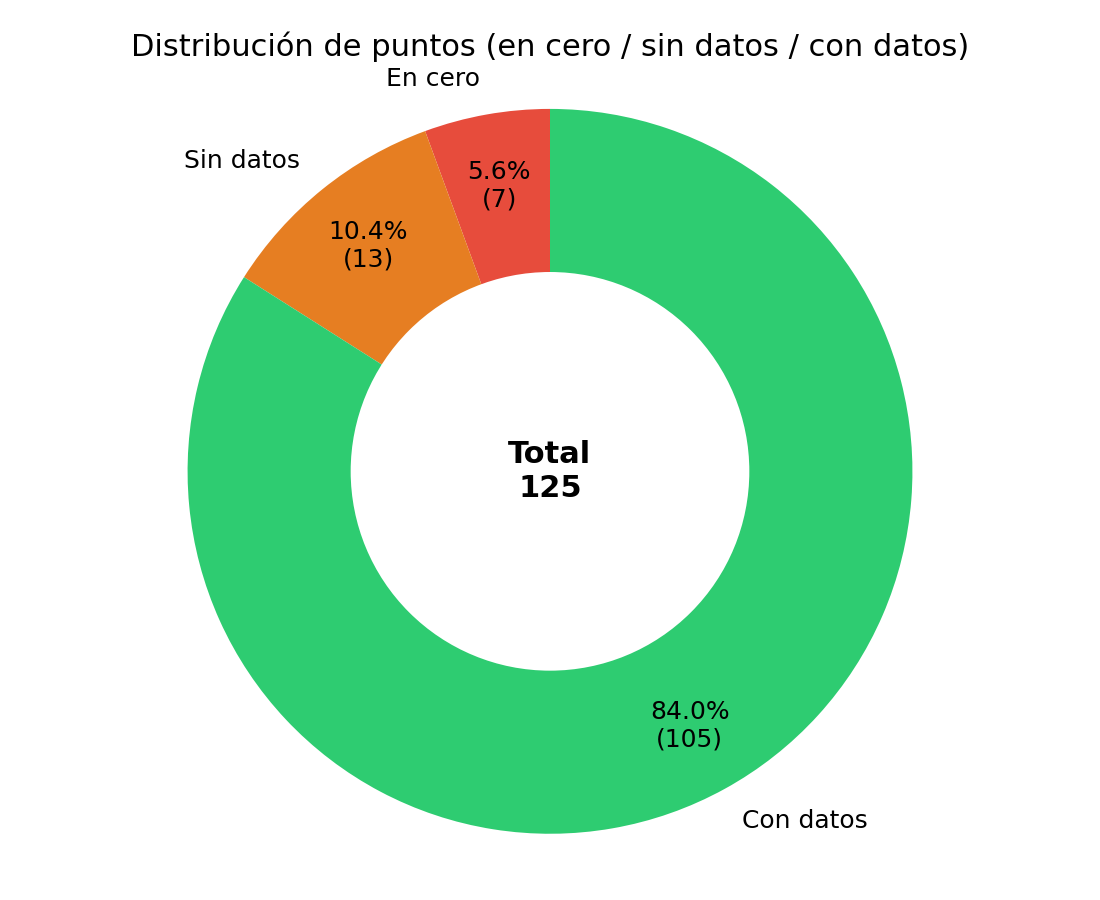 Distribución de puntos (en cero / sin datos / con datos)
En cero
Sin datos
5.6%
(7)
10.4%
(13)
Total
125
84.0%
(105)
Con datos